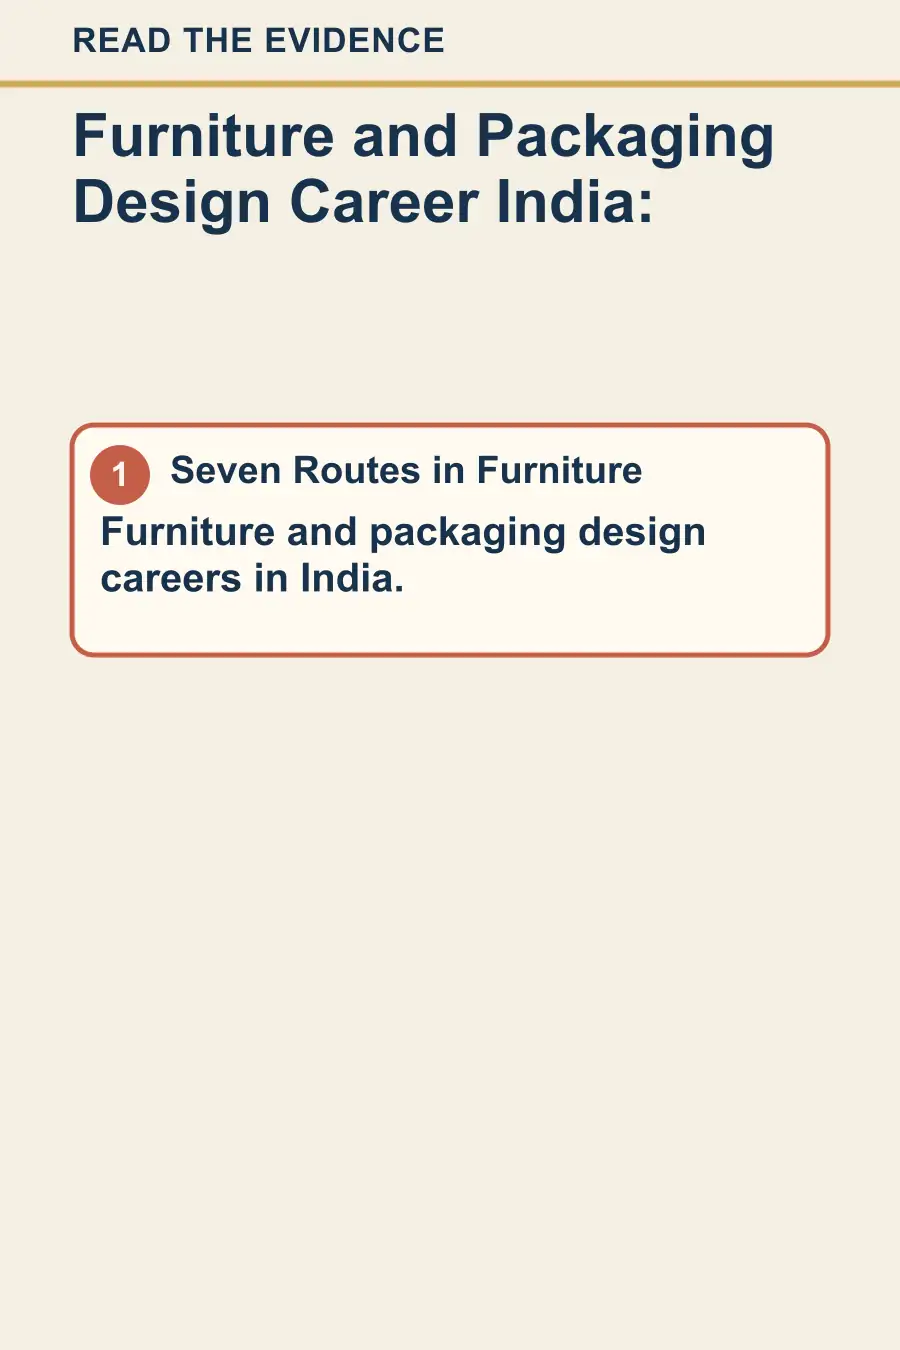 READ THE EVIDENCE
Furniture and Packaging
Design Career India:
1 Seven Routes in Furniture
Furniture and packaging design
careers in India.